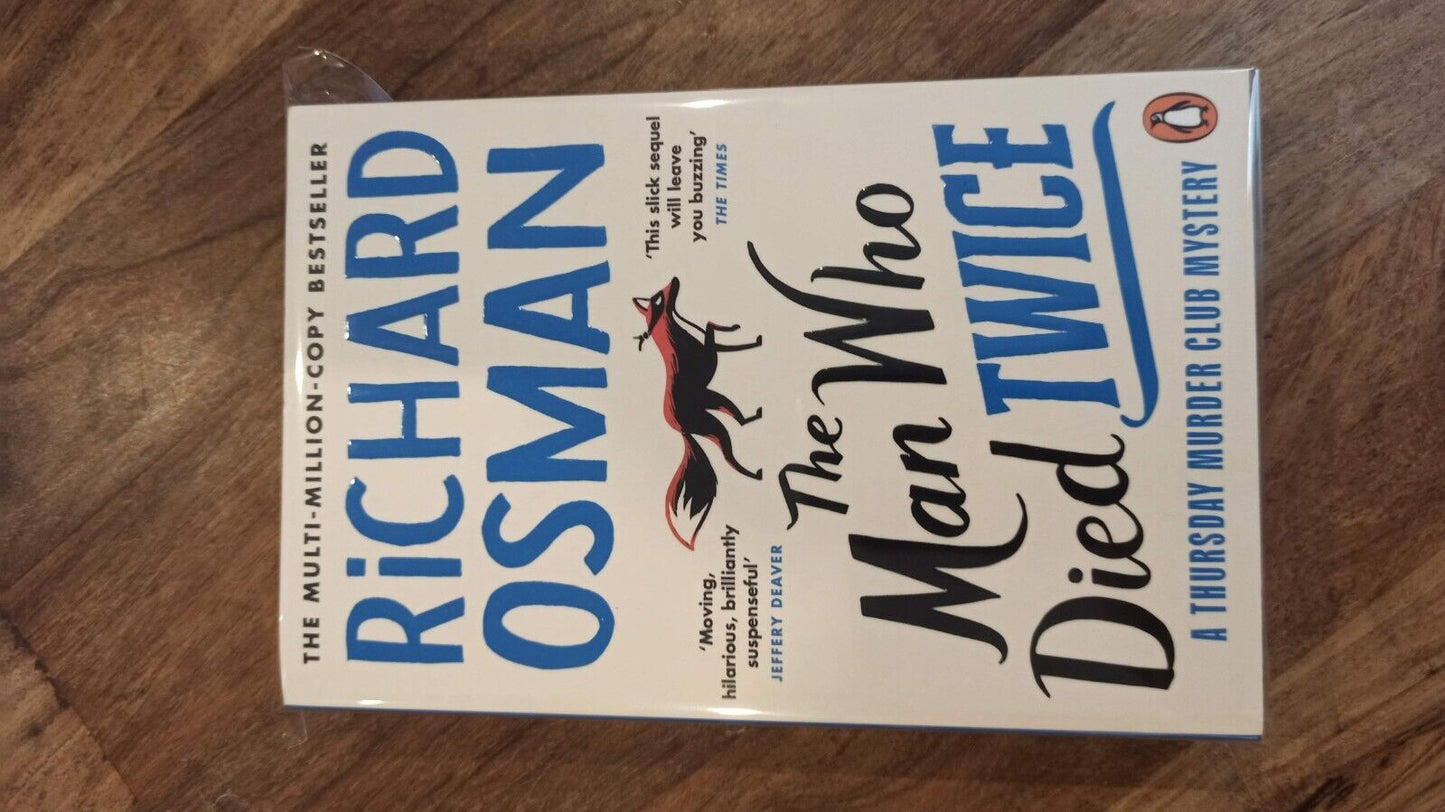 THE MULTI-MILLION-COPY BESTSELLER
RiCHARD
OSMAN
'Moving,
hilarious, brilliantly
suspenseful'
JEFFERY DEAVER
'This slick sequel
will leave
you buzzing'
THE TIMES
The
Man Who
Died TWICE
A THURSDAY MURDER CLUB MYSTERY